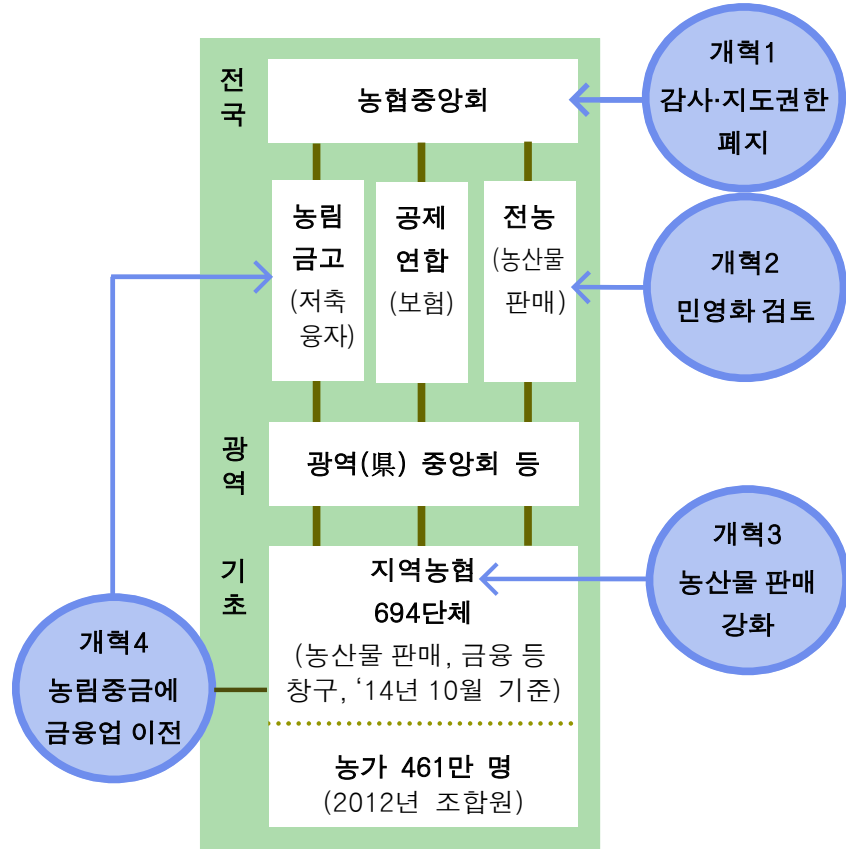 전
국
농협중앙회
개혁1
감사·지도권한
폐지
농림
금고
(저축
융자)
공제
연합
(보험)
전농
(농산물
판매)
개혁2
민영화 검토
광
역
광역(県) 중앙회 등
기
초
지역농협
694단체
(농산물 판매, 금융 등
창구, ‘14년 10월 기준)
개혁3
농산물 판매
강화
개혁4
농림중금에
금융업 이전
농가 461만 명
(2012년 조합원)